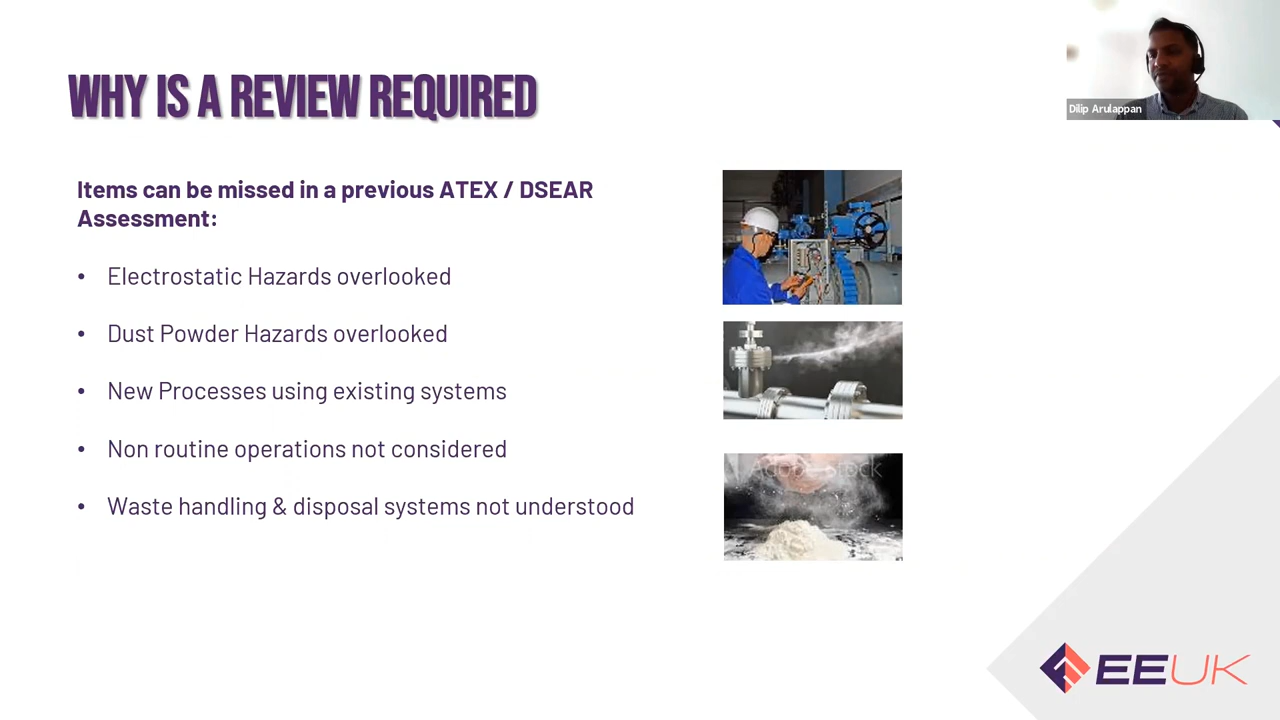 WHY IS A REVIEW REQUIRED
Dilip Arulappan
Items can be missed in a previous ATEX / DSEAR
Assessment:
• Electrostatic Hazards overlooked
• Dust Powder Hazards overlooked
• New Processes using existing systems
• Non routine operations not considered
• Waste handling & disposal systems not understood
Adobe Stock
EEUK